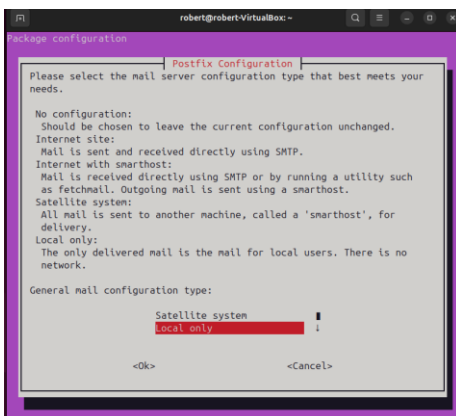 robert@robert-VirtualBox: ~
Package configuration
Postfix Configuration
Please select the mail server configuration type that best meets your
needs.
No configuration:
Should be chosen to leave the current configuration unchanged.
Internet site:
Mail is sent and received directly using SMTP.
Internet with smarthost:
Mail is received directly using SMTP or by running a utility such
as fetchmail. Outgoing mail is sent using a smarthost.
Satellite system:
All mail is sent to another machine, called a 'smarthost', for
delivery.
Local only:
The only delivered mail is the mail for local users. There is no
network.
General mail configuration type:
Satellite system
Local only ↓
<Ok> <Cancel>